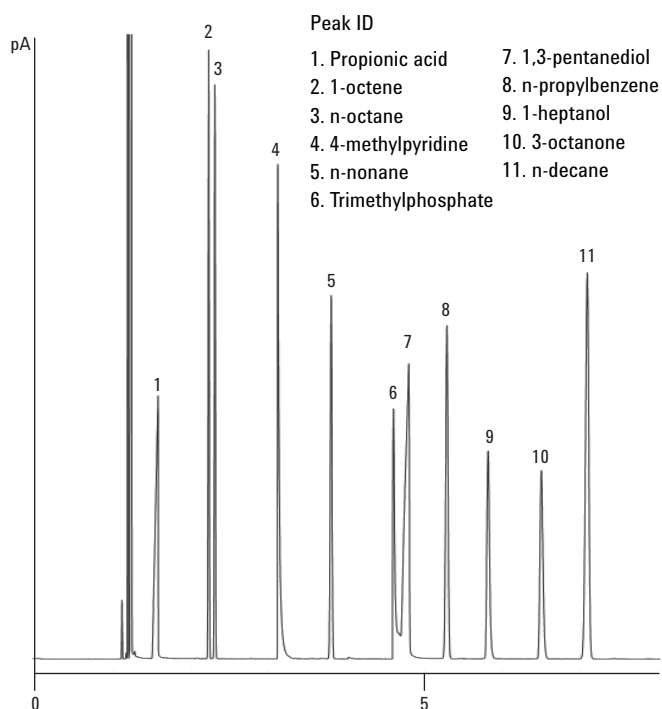 pA
Peak ID
1. Propionic acid
2. 1-octene
3. n-octane
4. 4-methylpyridine
5. n-nonane
6. Trimethylphosphate
7. 1,3-pentanediol
8. n-propylbenzene
9. 1-heptanol
10. 3-octanone
11. n-decane
1
2
3
4
5
6
7
8
9
10
11
0
5